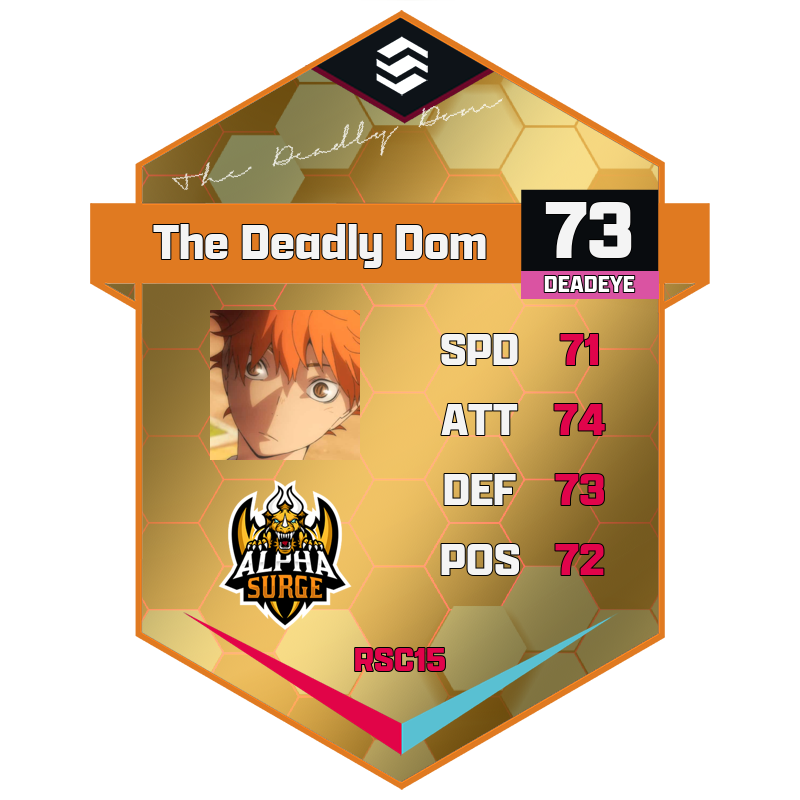 The Deadly Dom
The Deadly Dom
73
DEADEYE
SPD 71
ATT 74
DEF 73
POS 72
ALPHA
SURGE
RSC15